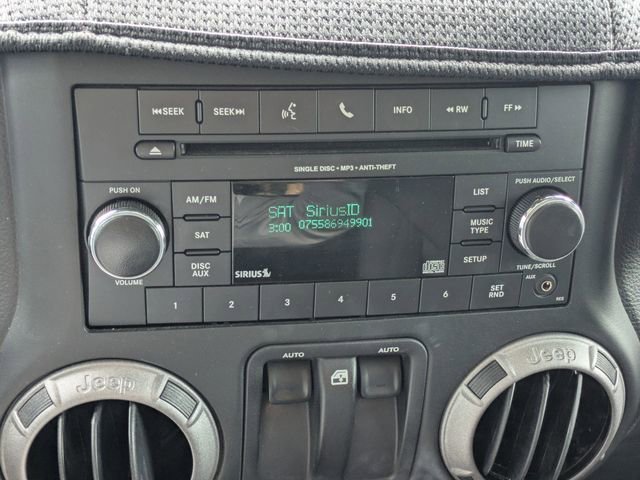 SEEK
SEEK
INFO
RW
FF
TIME
SINGLE DISC • MP3 • ANTI-THEFT
PUSH ON
VOLUME
AM/FM
SAT
DISC
AUX
SAT SiriusID
3:00 075586949901
SIRIUS
LIST
MUSIC
TYPE
SETUP
PUSH AUDIO/SELECT
TUNE/SCROLL
1
2
3
4
5
6
SET
RND
AUX
AUTO
AUTO
Jeep
Jeep